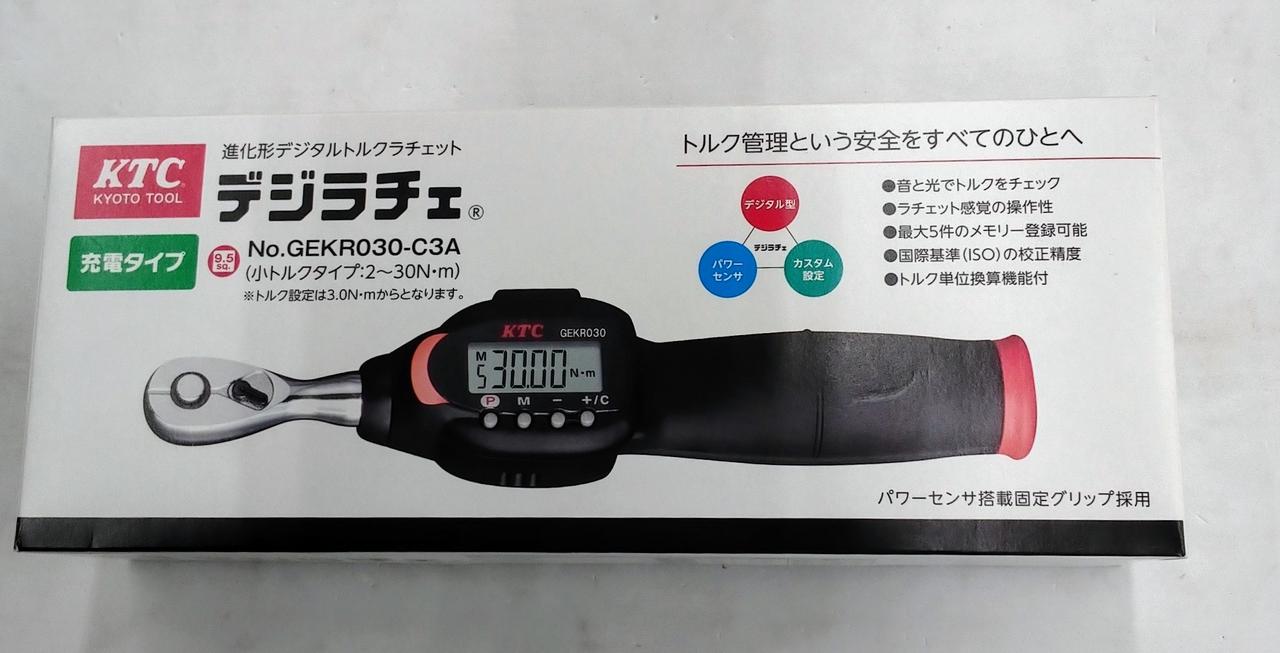 KTC
KYOTO TOOL
進化形デジタルトルクラチェット
デジラチェ®
充電タイプ
9.5
sq.
No.GEKR030-C3A
(小トルクタイプ:2〜30N・m)
※トルク設定は3.0N・mからとなります。
トルク管理という安全をすべてのひとへ
デジタル型
デジラチェ
パワー
センサ
カスタム
設定
●音と光でトルクをチェック
●ラチェット感覚の操作性
●最大5件のメモリー登録可能
●国際基準(ISO)の校正精度
●トルク単位換算機能付
KTC GEKR030
M
5 30.00 N・m
P M − +/C
パワーセンサ搭載固定グリップ採用